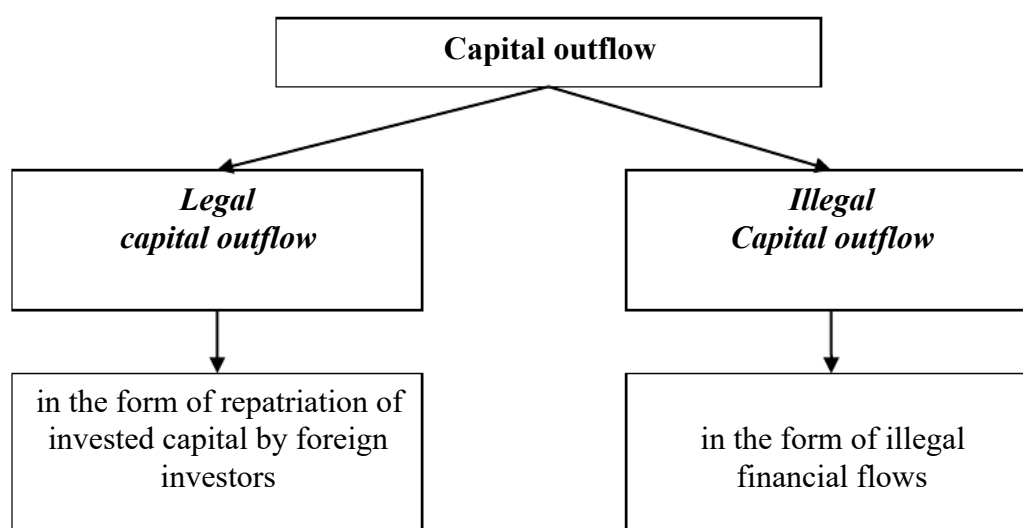 Capital outflow
Legal
capital outflow
Illegal
Capital outflow
in the form of repatriation of
invested capital by foreign
investors
in the form of illegal
financial flows